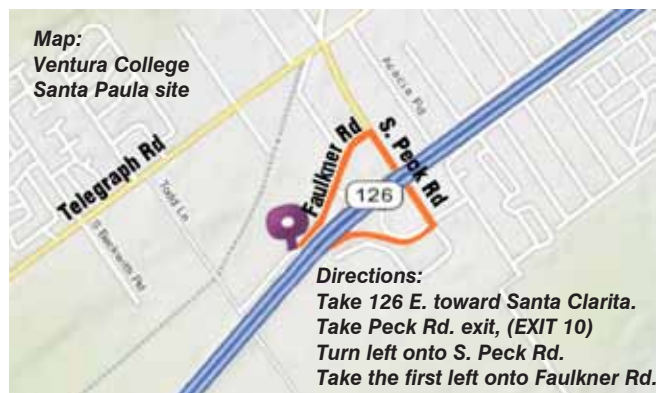 Map:
Ventura College
Santa Paula site
Acacia Rd
Faulkner Rd
S. Peck Rd
Telegraph Rd
126
Todd Ln
S Beckwith Rd
Directions:
Take 126 E. toward Santa Clarita.
Take Peck Rd. exit, (EXIT 10)
Turn left onto S. Peck Rd.
Take the first left onto Faulkner Rd.